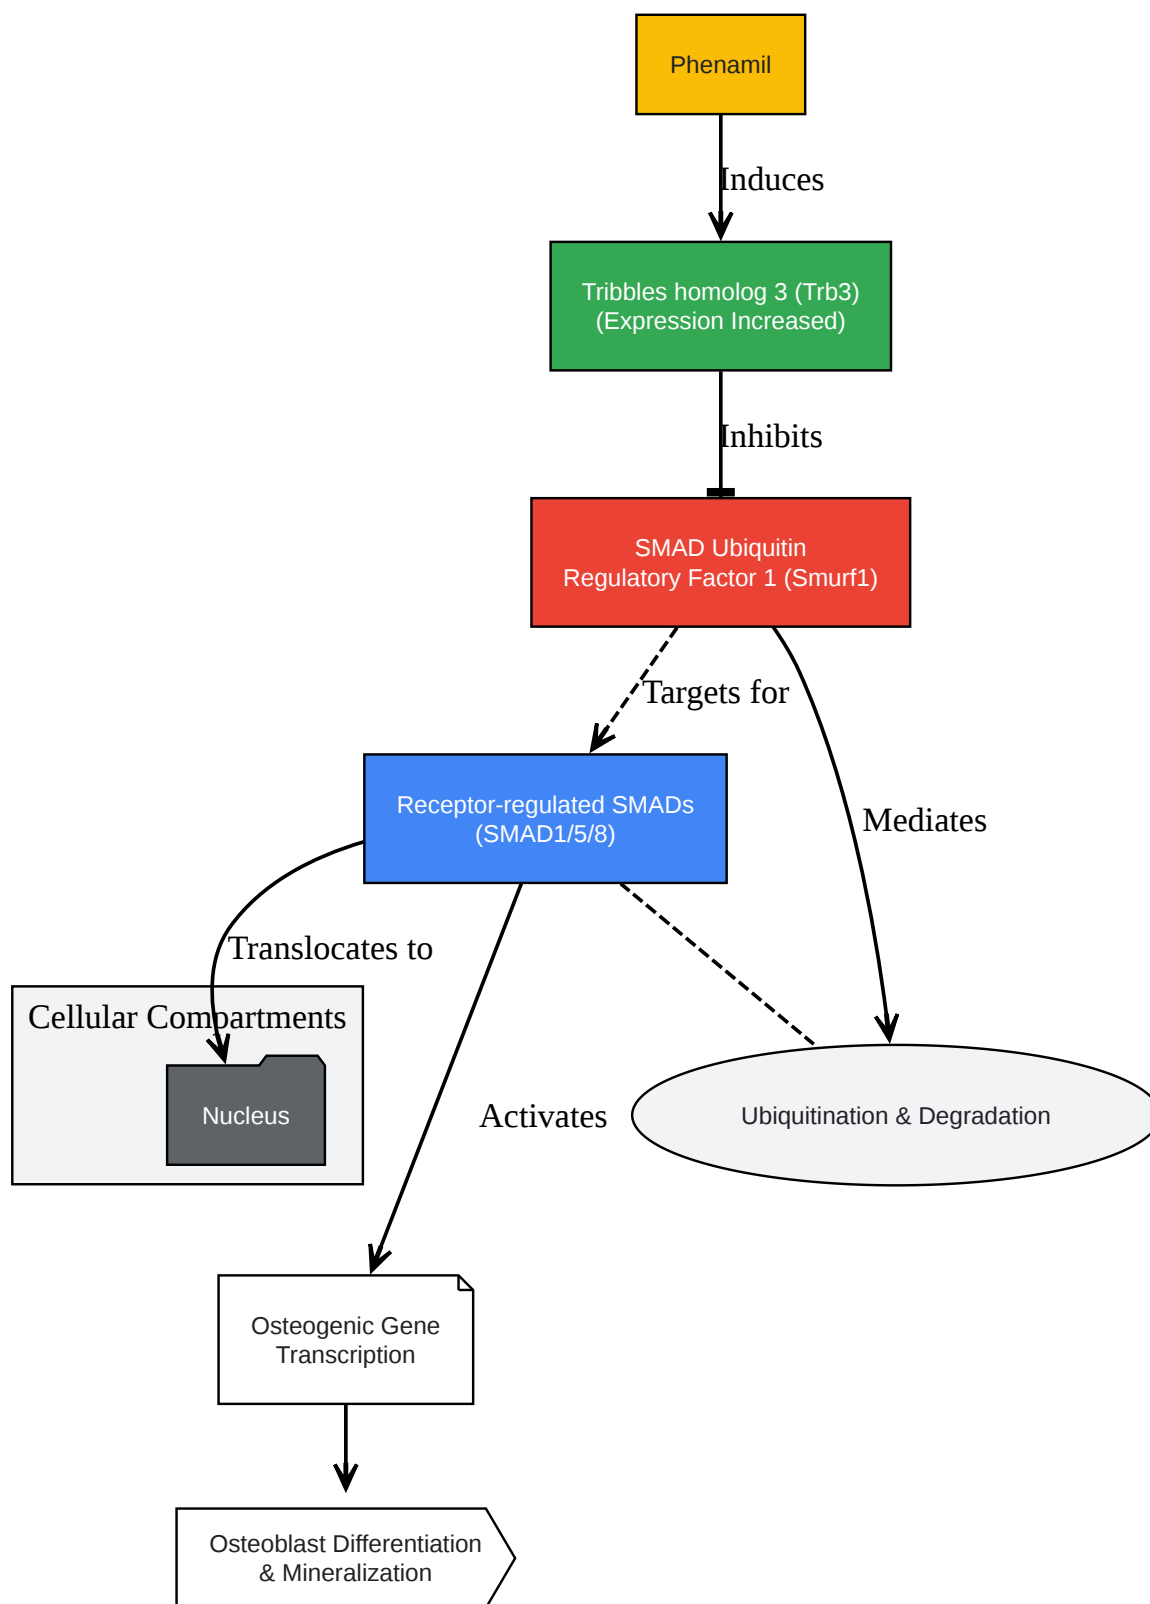 Phenamil
Induces
Tribbles homolog 3 (Trb3)
(Expression Increased)
Inhibits
SMAD Ubiquitin
Regulatory Factor 1 (Smurf1)
Targets for
Receptor-regulated SMADs
(SMAD1/5/8)
Mediates
Translocates to
Cellular Compartments
Nucleus
Activates
Ubiquitination & Degradation
Osteogenic Gene
Transcription
Osteoblast Differentiation
& Mineralization